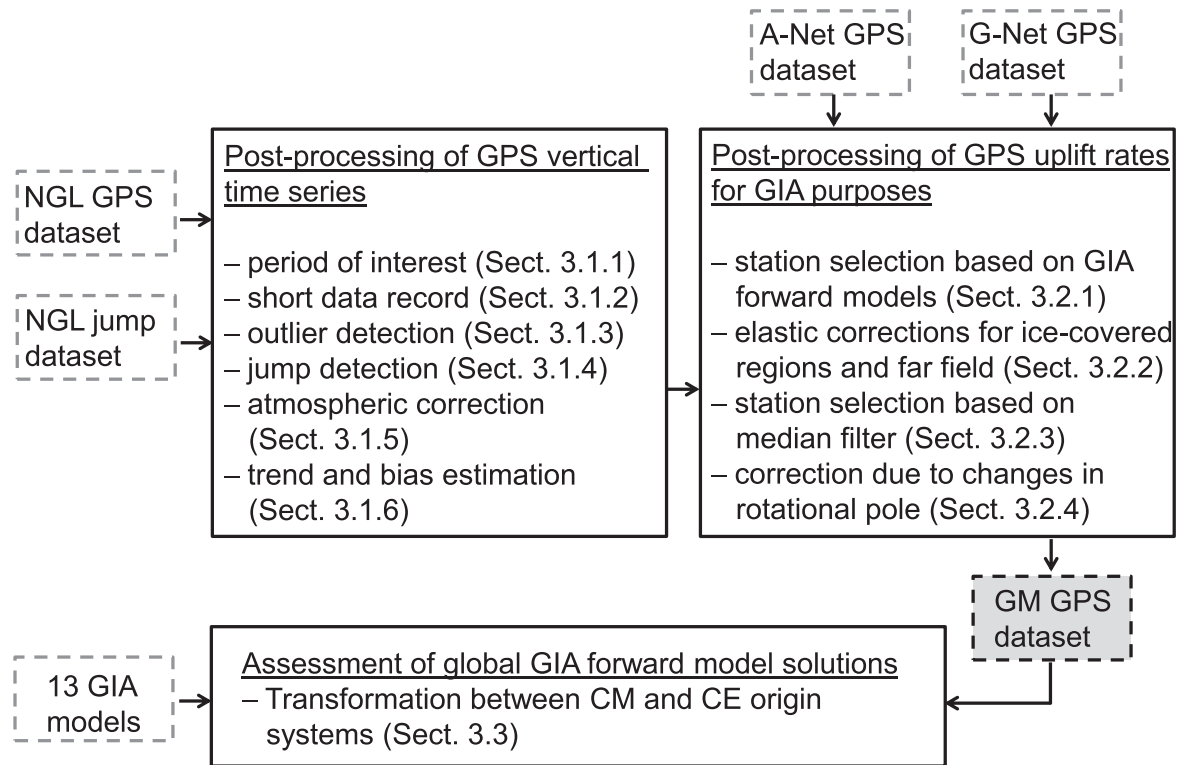 A-Net GPS
dataset
G-Net GPS
dataset
NGL GPS
dataset
NGL jump
dataset
Post-processing of GPS vertical
time series
– period of interest (Sect. 3.1.1)
– short data record (Sect. 3.1.2)
– outlier detection (Sect. 3.1.3)
– jump detection (Sect. 3.1.4)
– atmospheric correction
(Sect. 3.1.5)
– trend and bias estimation
(Sect. 3.1.6)
Post-processing of GPS uplift rates
for GIA purposes
– station selection based on GIA
forward models (Sect. 3.2.1)
– elastic corrections for ice-covered
regions and far field (Sect. 3.2.2)
– station selection based on
median filter (Sect. 3.2.3)
– correction due to changes in
rotational pole (Sect. 3.2.4)
GM GPS
dataset
13 GIA
models
Assessment of global GIA forward model solutions
– Transformation between CM and CE origin
systems (Sect. 3.3)